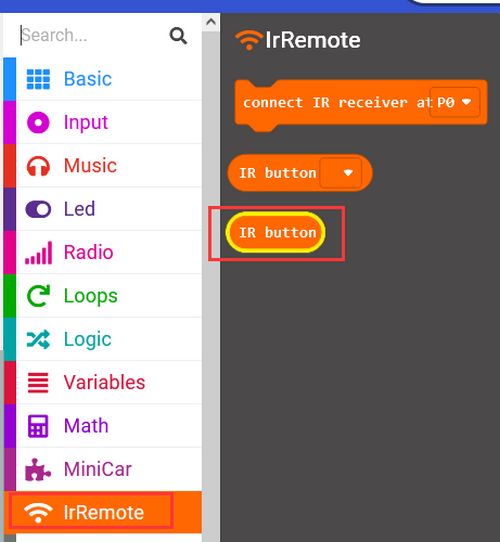 Search...
Basic
Input
Music
Led
Radio
Loops
Logic
Variables
Math
MiniCar
IrRemote
IrRemote
connect IR receiver at P0
IR button
IR button